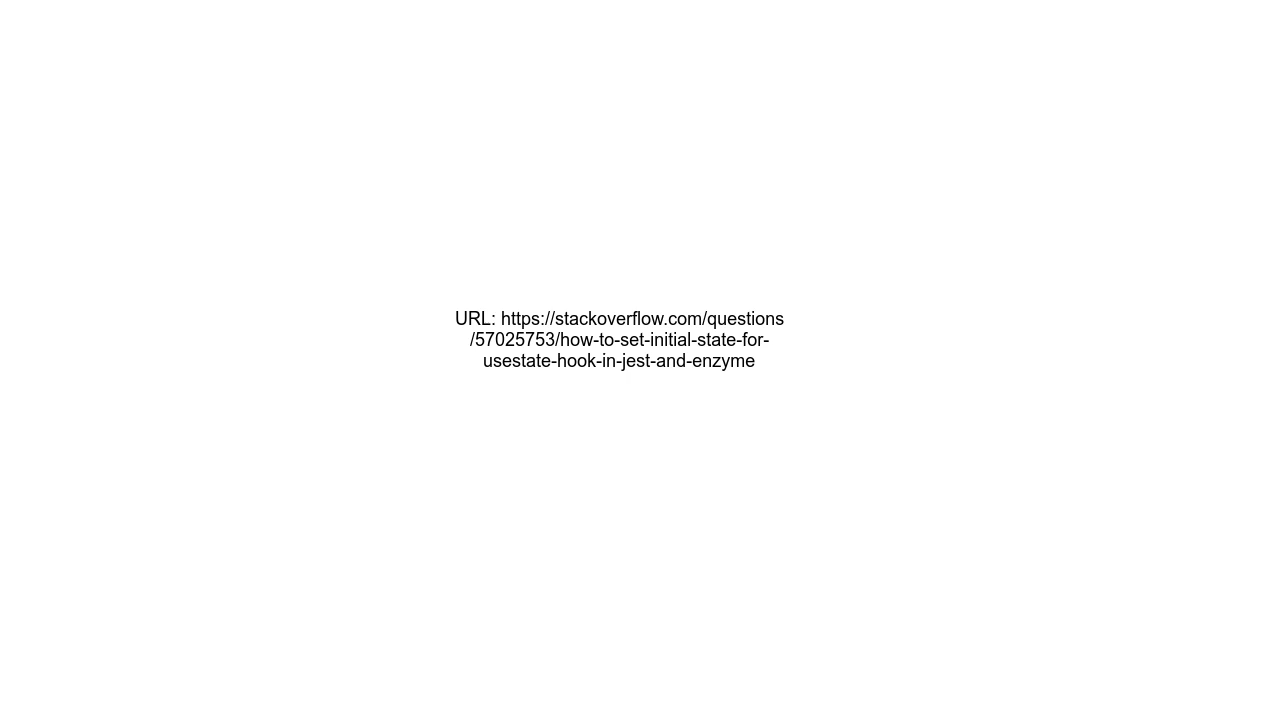 URL: https://stackoverflow.com/questions
/57025753/how-to-set-initial-state-for-
usestate-hook-in-jest-and-enzyme